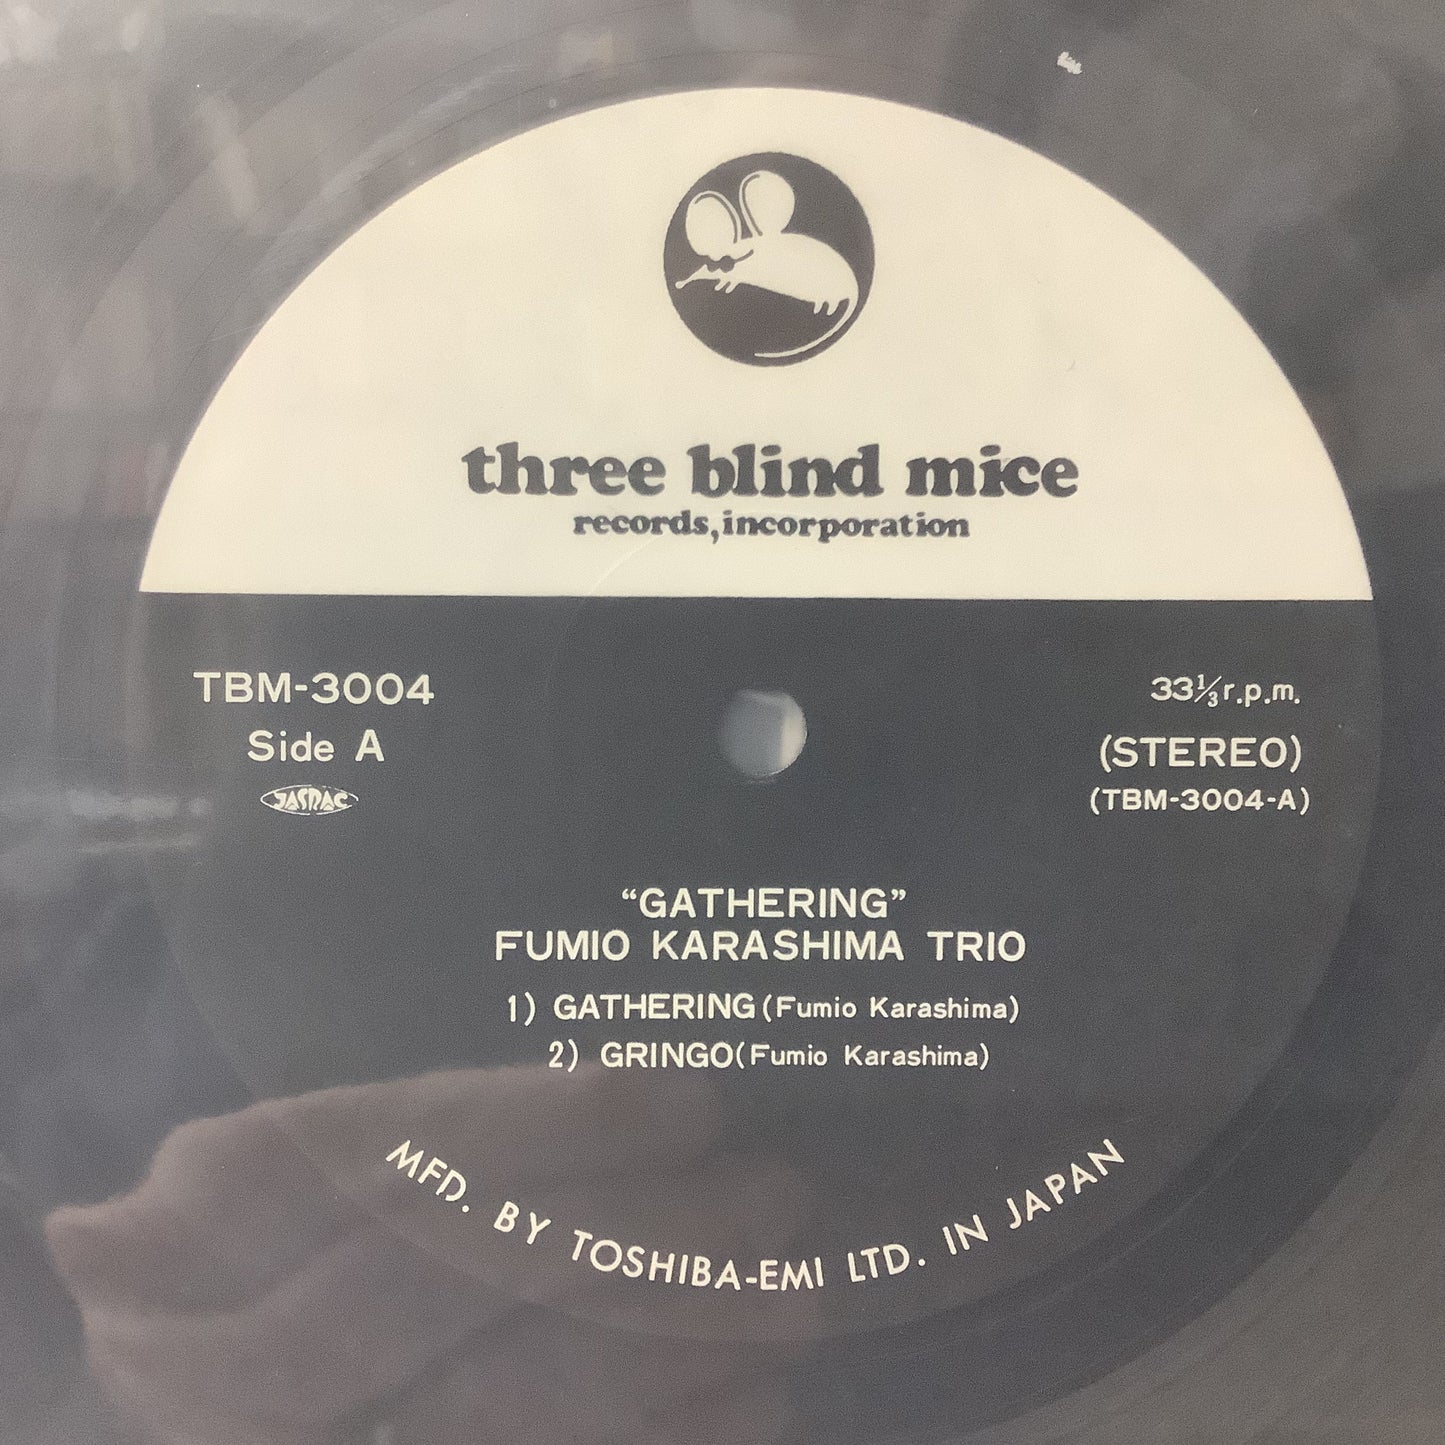 three blind mice
records, incorporation
TBM-3004
Side A
JASRAC
33⅓ r.p.m.
(STEREO)
(TBM-3004-A)
“GATHERING”
FUMIO KARASHIMA TRIO
1) GATHERING (Fumio Karashima)
2) GRINGO (Fumio Karashima)
MFD. BY TOSHIBA-EMI LTD. IN JAPAN